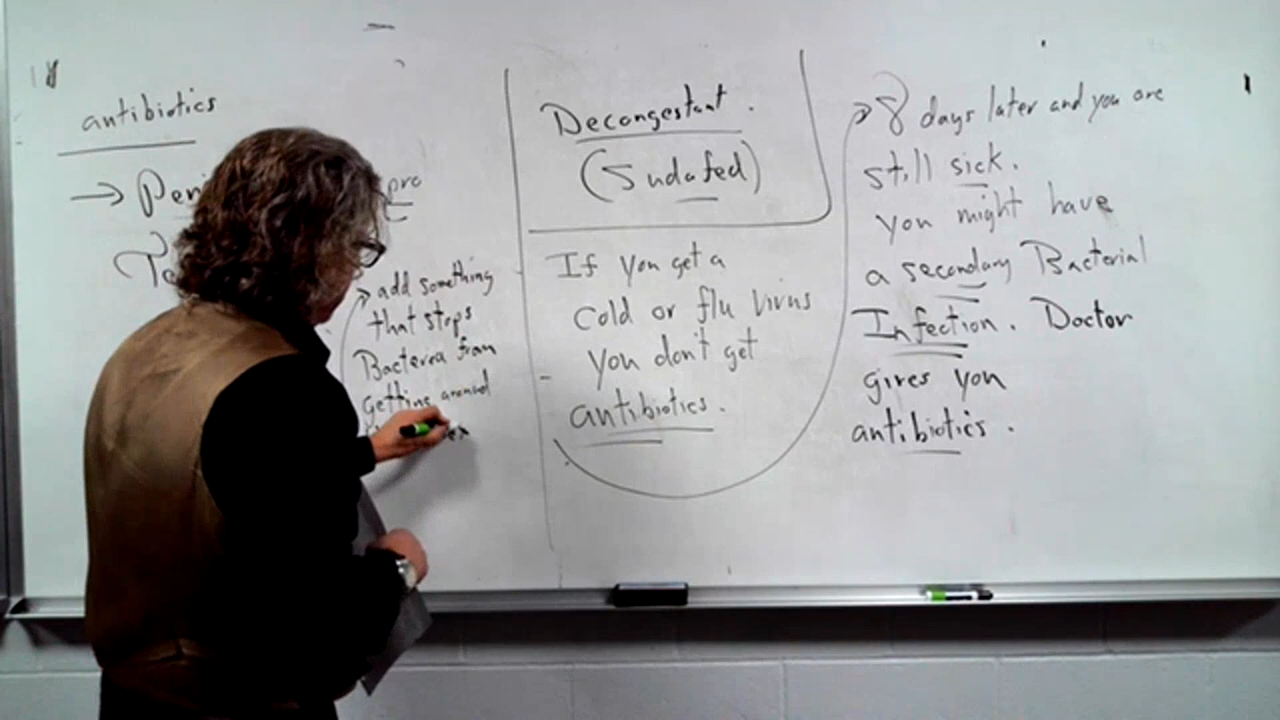 antibiotics
add something
that stops
Bacterea from
getting around
Decongestant.
(Sudafed)
If you get a
Cold or flu virus
you don't get
antibiotics.
8 days later and you are
still sick.
you might have
a secondary Bacterial
Infection. Doctor
gives you
antibiotics.